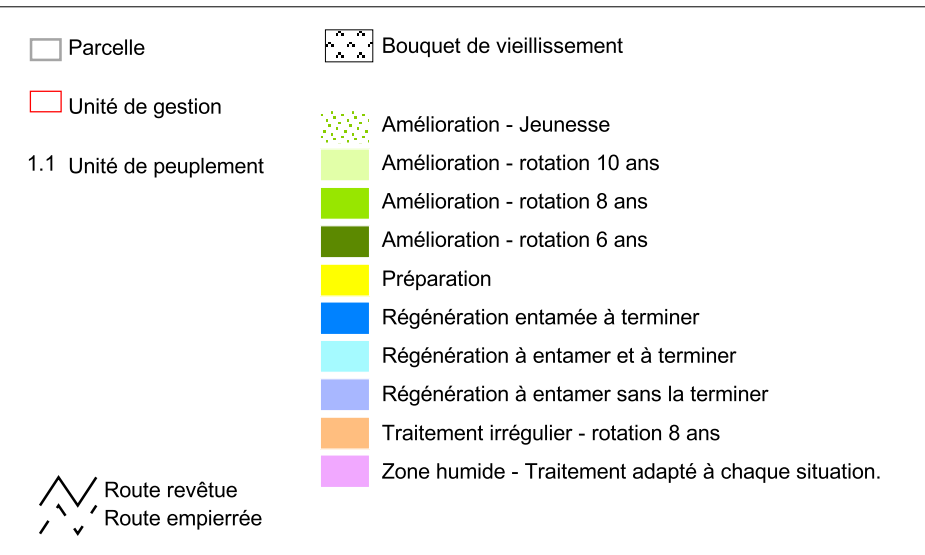 Parcelle
Unité de gestion
1.1 Unité de peuplement
Bouquet de vieillissement
Amélioration - Jeunesse
Amélioration - rotation 10 ans
Amélioration - rotation 8 ans
Amélioration - rotation 6 ans
Préparation
Régénération entamée à terminer
Régénération à entamer et à terminer
Régénération à entamer sans la terminer
Traitement irrégulier - rotation 8 ans
Zone humide - Traitement adapté à chaque situation.
Route revêtue
Route empierrée